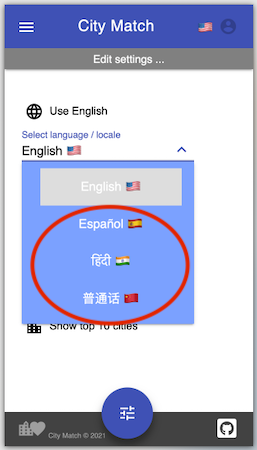 City Match 🇺🇸
Edit settings ...
Use English
Select language / locale
English 🇺🇸
English 🇺🇸
Español 🇪🇸
हिंदी 🇮🇳
普通话 🇨🇳
Show top 10 cities
City Match © 2021